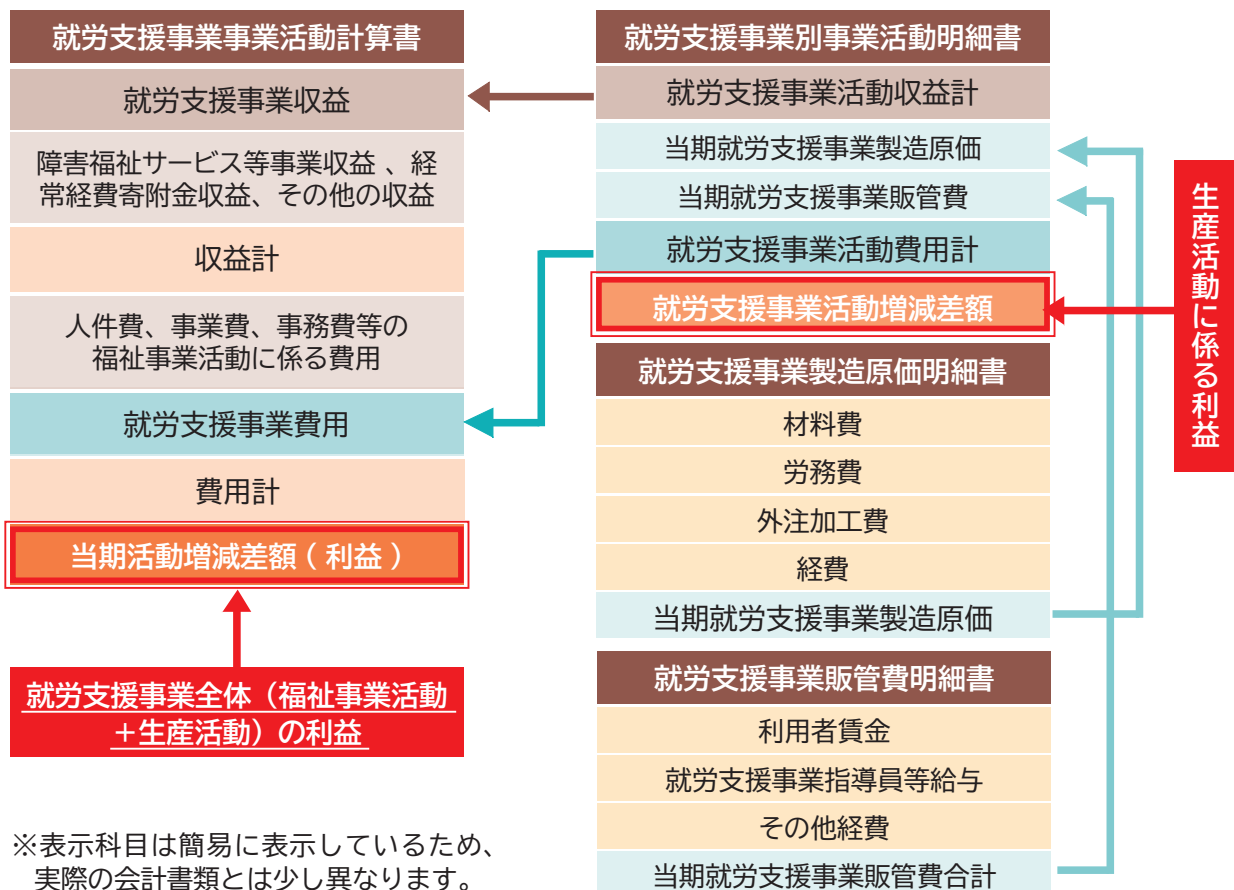 就労支援事業事業活動計算書
就労支援事業収益
障害福祉サービス等事業収益 、経
常経費寄附金収益、その他の収益
収益計
人件費、事業費、事務費等の
福祉事業活動に係る費用
就労支援事業費用
費用計
当期活動増減差額（利益）
就労支援事業全体（福祉事業活動
＋生産活動）の利益
※表示科目は簡易に表示しているため、
実際の会計書類とは少し異なります。
就労支援事業別事業活動明細書
就労支援事業活動収益計
当期就労支援事業製造原価
当期就労支援事業販管費
就労支援事業活動費用計
就労支援事業活動増減差額
就労支援事業製造原価明細書
材料費
労務費
外注加工費
経費
当期就労支援事業製造原価
就労支援事業販管費明細書
利用者賃金
就労支援事業指導員等給与
その他経費
当期就労支援事業販管費合計
生産活動に係る利益